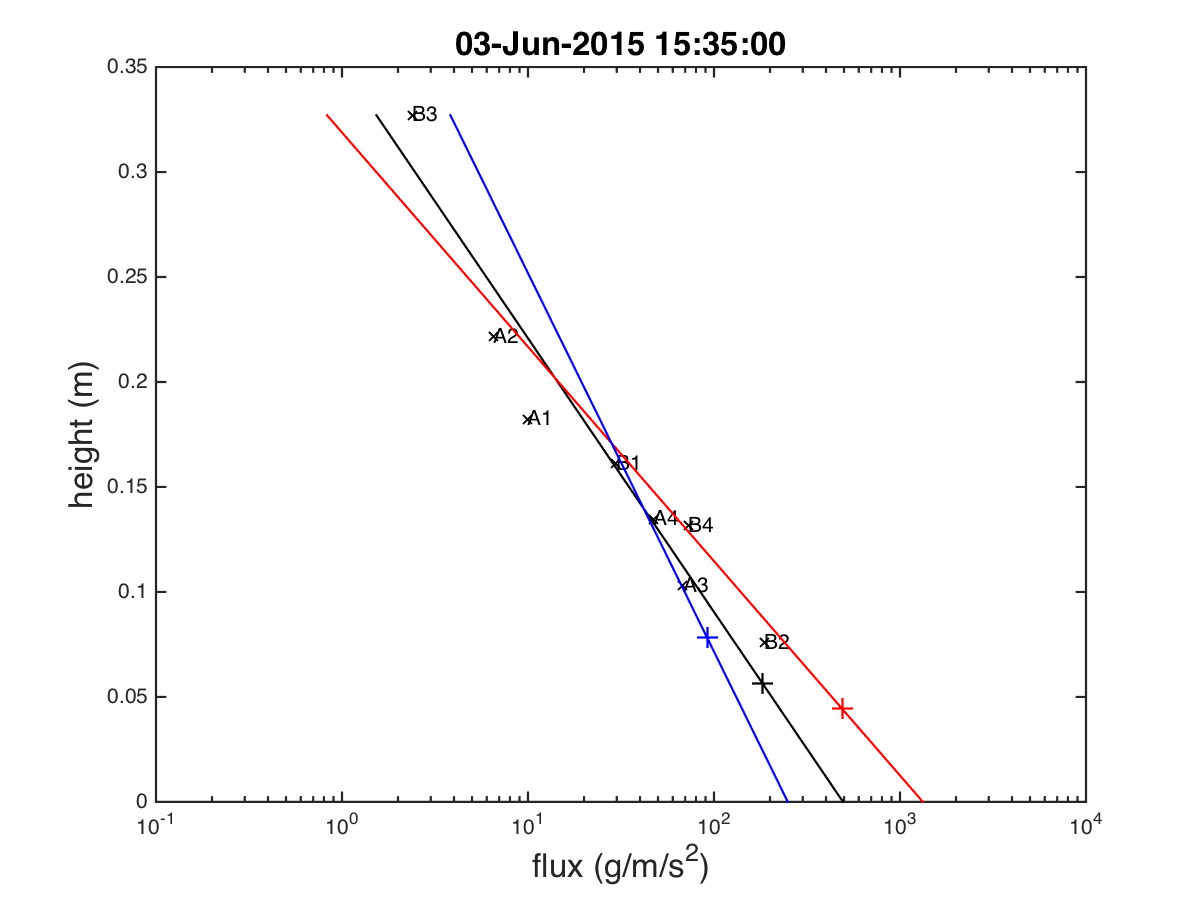 03-Jun-2015 15:35:00
0.35
0.3
0.25
0.2
0.15
0.1
0.05
0
height (m)
B3
A2
A1
B1
A4
B4
A3
B2
10^-1
10^0
10^1
10^2
10^3
10^4
flux (g/m/s^2)